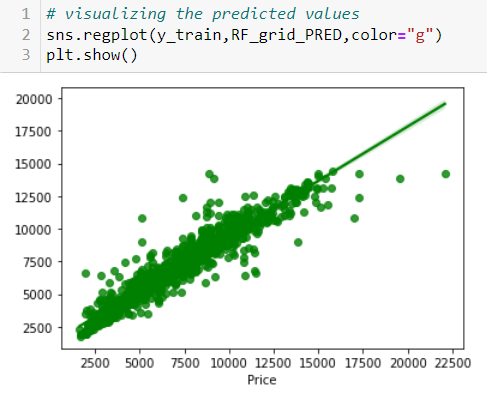 1 # visualizing the predicted values
2 sns.regplot(y_train,RF_grid_PRED,color="g")
3 plt.show()
20000
17500
15000
12500
10000
7500
5000
2500
2500 5000 7500 10000 12500 15000 17500 20000 22500
Price